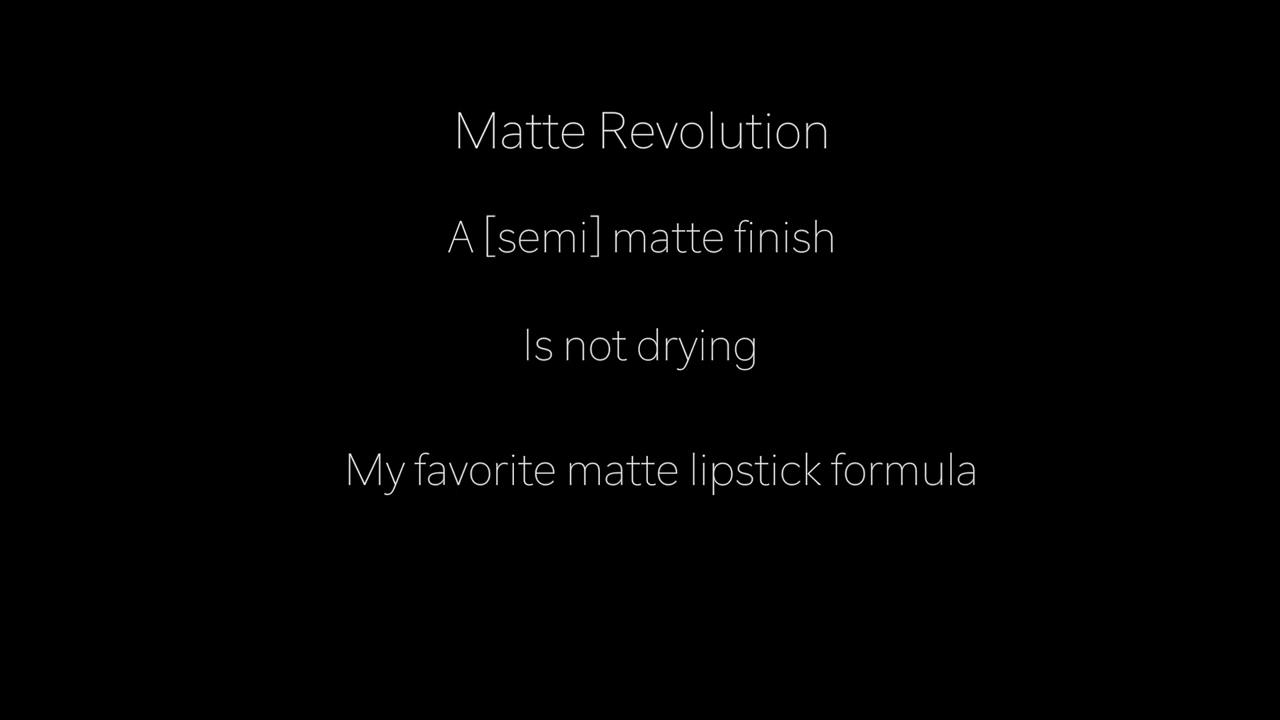 Matte Revolution
A [semi] matte finish
Is not drying
My favorite matte lipstick formula